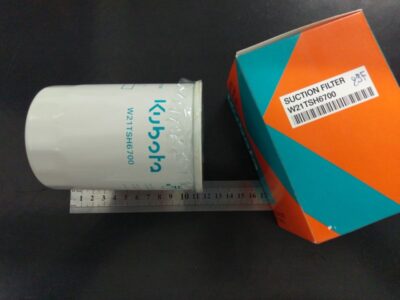 Kubota
W21TSH6700
SUCTION FILTER
W21TSH6700
1 2 3 4 5 6 7 8 9 10 11 12 13 14 15 16